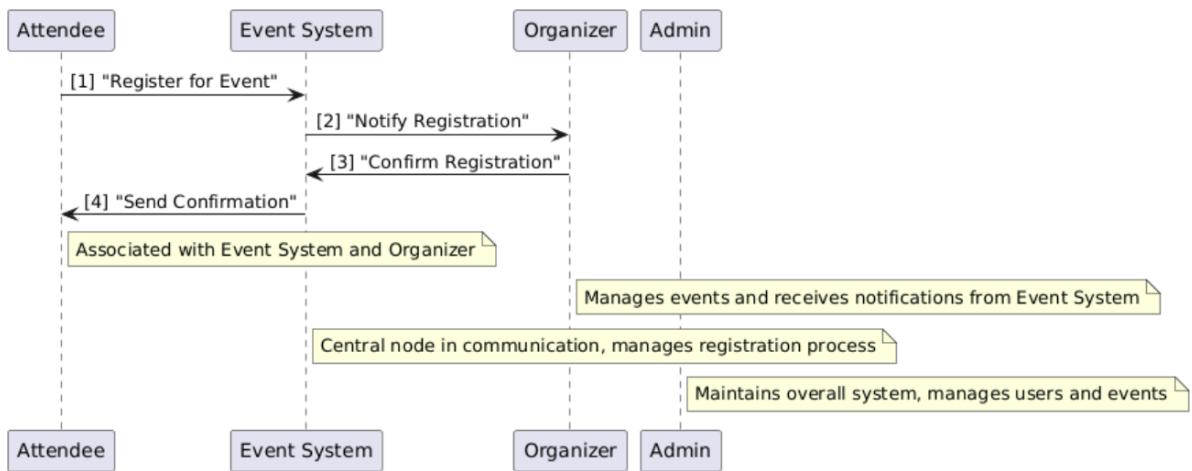 Attendee
Event System
Organizer
Admin
[1] "Register for Event"
[2] "Notify Registration"
[3] "Confirm Registration"
[4] "Send Confirmation"
Associated with Event System and Organizer
Manages events and receives notifications from Event System
Central node in communication, manages registration process
Maintains overall system, manages users and events
Attendee
Event System
Organizer
Admin